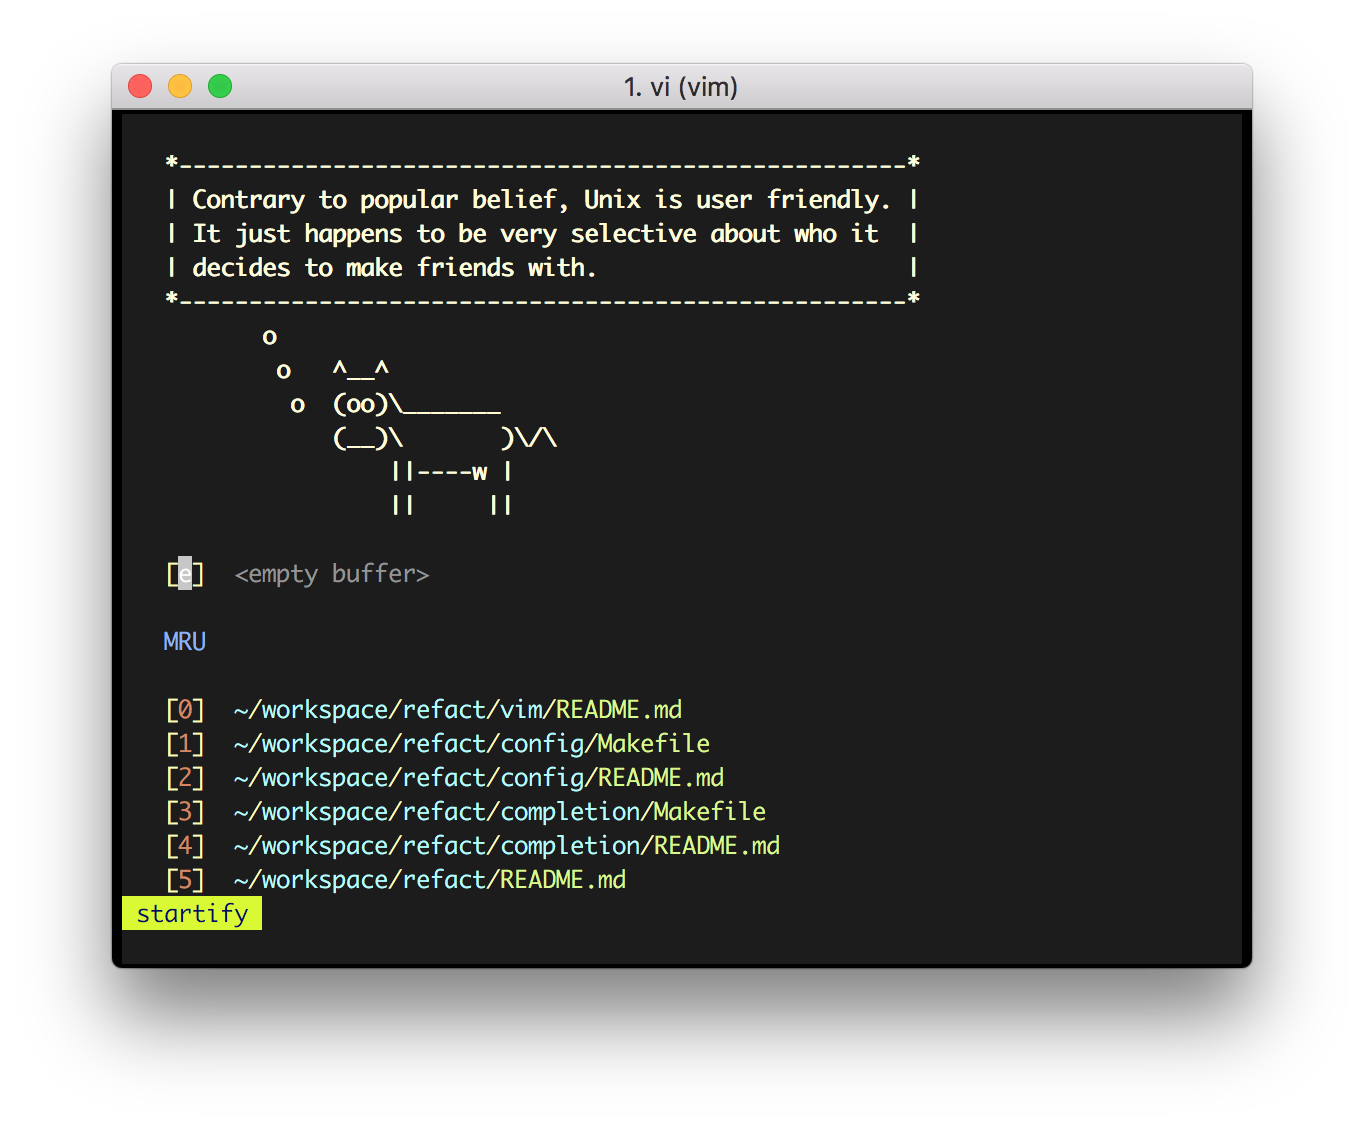 1. vi (vim)
*----------------------------------------------------*
| Contrary to popular belief, Unix is user friendly. |
| It just happens to be very selective about who it  |
| decides to make friends with.                      |
*----------------------------------------------------*
       o
        o   ^__^
         o  (oo)\_______
            (__)\       )\/\
                ||----w |
                ||     ||
[e]  <empty buffer>
MRU
[0]  ~/workspace/refact/vim/README.md
[1]  ~/workspace/refact/config/Makefile
[2]  ~/workspace/refact/config/README.md
[3]  ~/workspace/refact/completion/Makefile
[4]  ~/workspace/refact/completion/README.md
[5]  ~/workspace/refact/README.md
startify